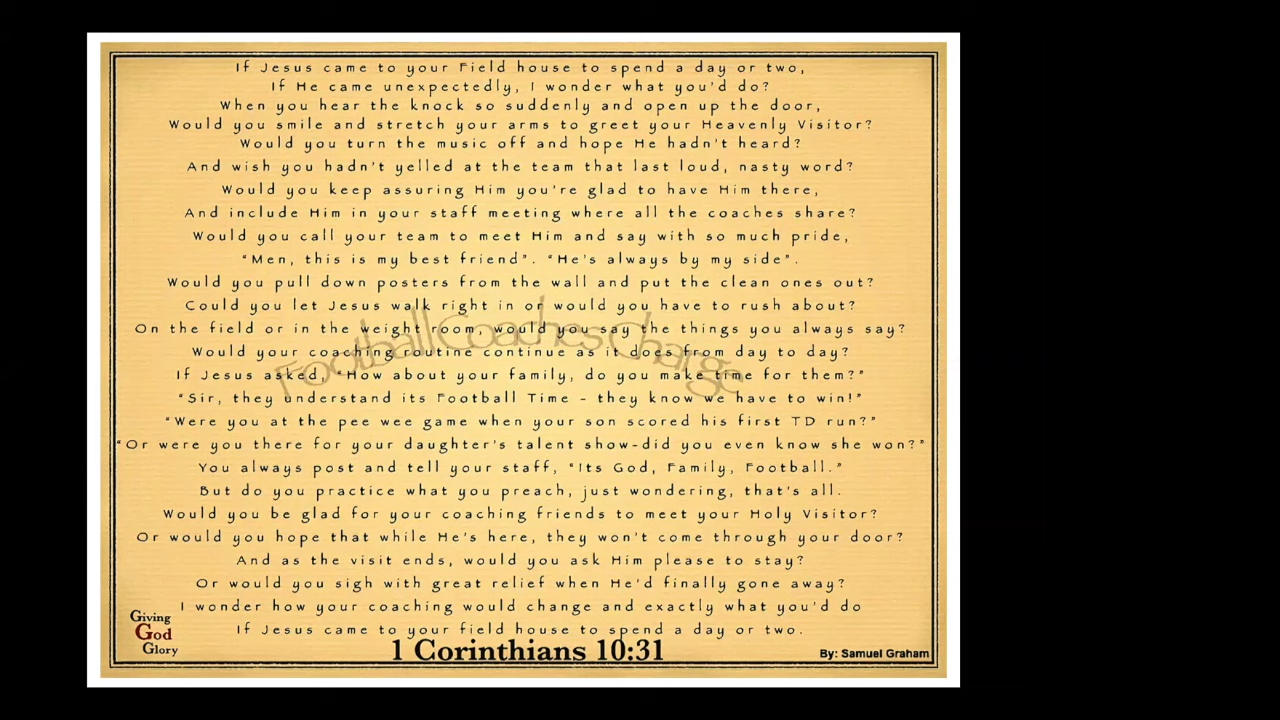 If Jesus came to your Field house to spend a day or two,
If He came unexpectedly, I wonder what you'd do?
When you hear the knock so suddenly and open up the door,
Would you smile and stretch your arms to greet your Heavenly Visitor?
Would you turn the music off and hope He hadn't heard?
And wish you hadn't yelled at the team that last loud, nasty word?
Would you keep assuring Him you're glad to have Him there,
And include Him in your staff meeting where all the coaches share?
Would you call your team to meet Him and say with so much pride,
"Men, this is my best friend". "He's always by my side".
Would you pull down posters from the wall and put the clean ones out?
Could you let Jesus walk right in or would you have to rush about?
On the field or in the weight room, would you say the things you always say?
Would your coaching routine continue as it does from day to day?
If Jesus asked, "How about your family, do you make time for them?"
"Sir, they understand its Football Time - they know we have to win!"
"Were you at the pee wee game when your son scored his first TD run?"
"Or were you there for your daughter's talent show-did you even know she won?"
You always post and tell your staff, "Its God, Family, Football."
But do you practice what you preach, just wondering, that's all.
Would you be glad for your coaching friends to meet your Holy Visitor?
Or would you hope that while He's here, they won't come through your door?
And as the visit ends, would you ask Him please to stay?
Or would you sigh with great relief when He'd finally gone away?
I wonder how your coaching would change and exactly what you'd do
If Jesus came to your field house to spend a day or two.
Football Coaches Charge
Giving
God
Glory
1 Corinthians 10:31
By: Samuel Graham